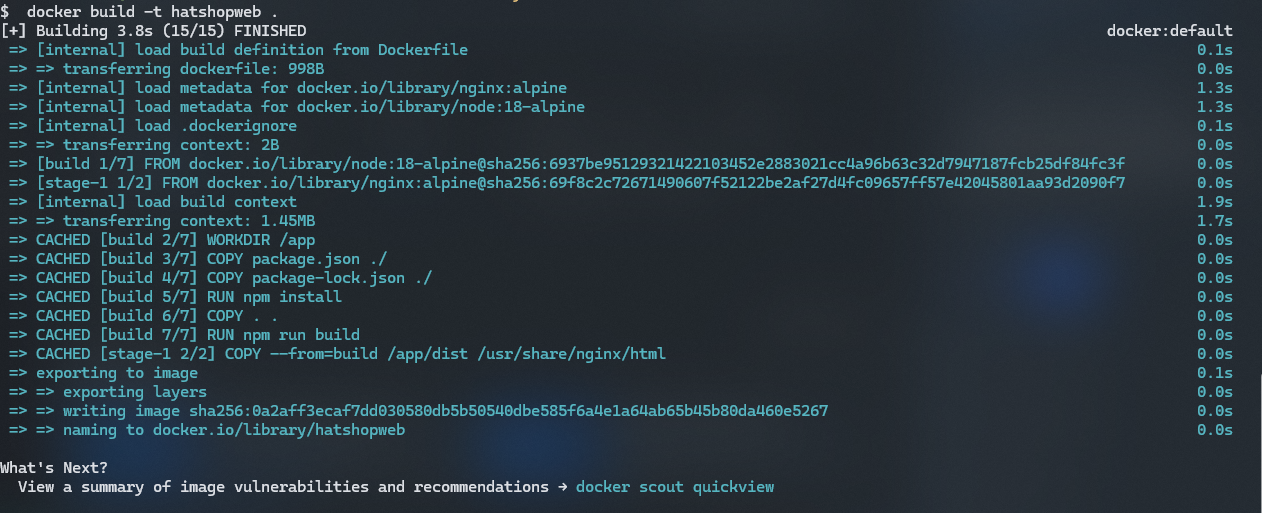 $  docker build -t hatshopweb .
[+] Building 3.8s (15/15) FINISHED docker:default
=> [internal] load build definition from Dockerfile 0.1s
=> => transferring dockerfile: 998B 0.0s
=> [internal] load metadata for docker.io/library/nginx:alpine 1.3s
=> [internal] load metadata for docker.io/library/node:18-alpine 1.3s
=> [internal] load .dockerignore 0.1s
=> => transferring context: 2B 0.0s
=> [build 1/7] FROM docker.io/library/node:18-alpine@sha256:6937be95129321422103452e2883021cc4a96b63c32d7947187fcb25df84fc3f 0.0s
=> [stage-1 1/2] FROM docker.io/library/nginx:alpine@sha256:69f8c2c72671490607f52122be2af27d4fc09657ff57e42045801aa93d2090f7 0.0s
=> [internal] load build context 1.9s
=> => transferring context: 1.45MB 1.7s
=> CACHED [build 2/7] WORKDIR /app 0.0s
=> CACHED [build 3/7] COPY package.json ./ 0.0s
=> CACHED [build 4/7] COPY package-lock.json ./ 0.0s
=> CACHED [build 5/7] RUN npm install 0.0s
=> CACHED [build 6/7] COPY . . 0.0s
=> CACHED [build 7/7] RUN npm run build 0.0s
=> CACHED [stage-1 2/2] COPY --from=build /app/dist /usr/share/nginx/html 0.0s
=> exporting to image 0.1s
=> => exporting layers 0.0s
=> => writing image sha256:0a2aff3ecaf7dd030580db5b50540dbe585f6a4e1a64ab65b45b80da460e5267 0.0s
=> => naming to docker.io/library/hatshopweb 0.0s
What's Next?
View a summary of image vulnerabilities and recommendations → docker scout quickview